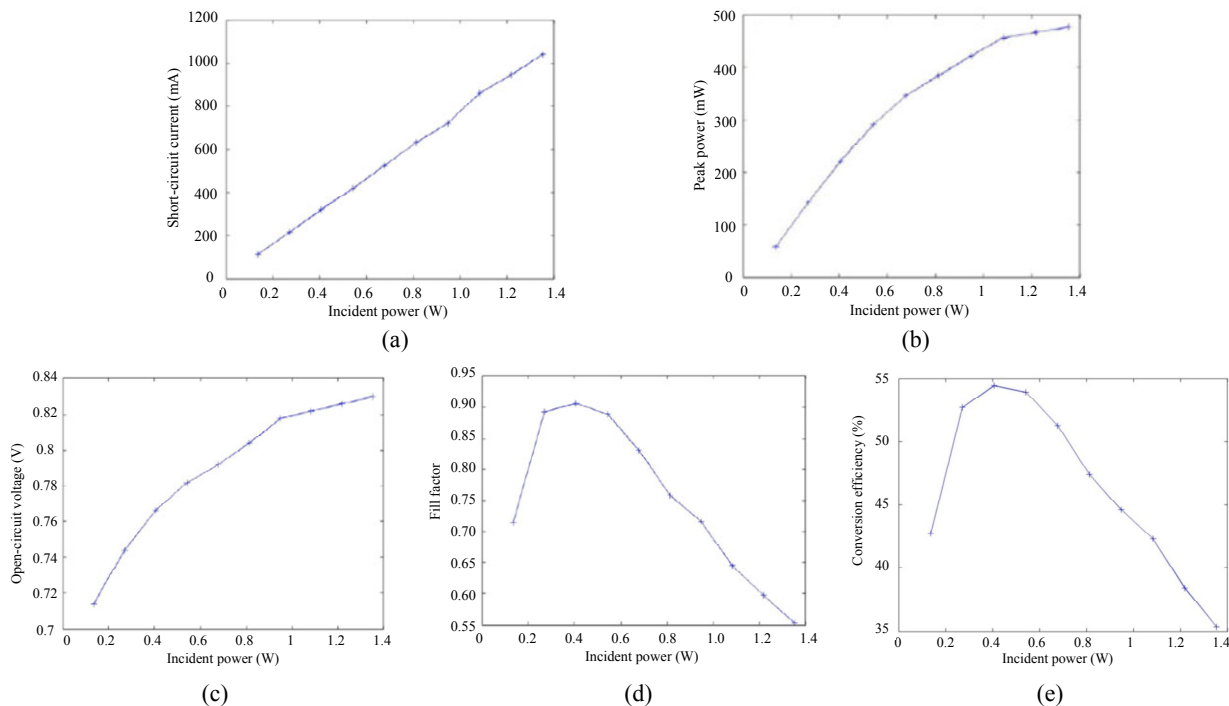 1200
1000
800
600
400
200
0
Short-circuit current (mA)
0 0.2 0.4 0.6 0.8 1.0 1.2 1.4
Incident power (W)
(a)
500
400
300
200
100
0
Peak power (mW)
0 0.2 0.4 0.6 0.8 1 1.2 1.4
Incident power (W)
(b)
0.84
0.82
0.8
0.78
0.76
0.74
0.72
0.7
Open-circuit voltage (V)
0 0.2 0.4 0.6 0.8 1 1.2 1.4
Incident power (W)
(c)
0.95
0.90
0.85
0.80
0.75
0.70
0.65
0.60
0.55
Fill factor
0 0.2 0.4 0.6 0.8 1.0 1.2 1.4
Incident power (W)
(d)
55
50
45
40
35
Conversion efficiency (%)
0 0.2 0.4 0.6 0.8 1 1.2 1.4
Incident power (W)
(e)